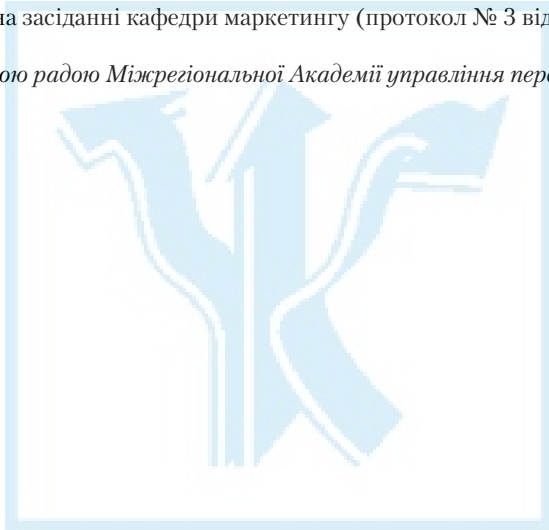 на засіданні кафедри маркетингу (протокол № 3 від
ою радою Міжрегіональної Академії управління пер